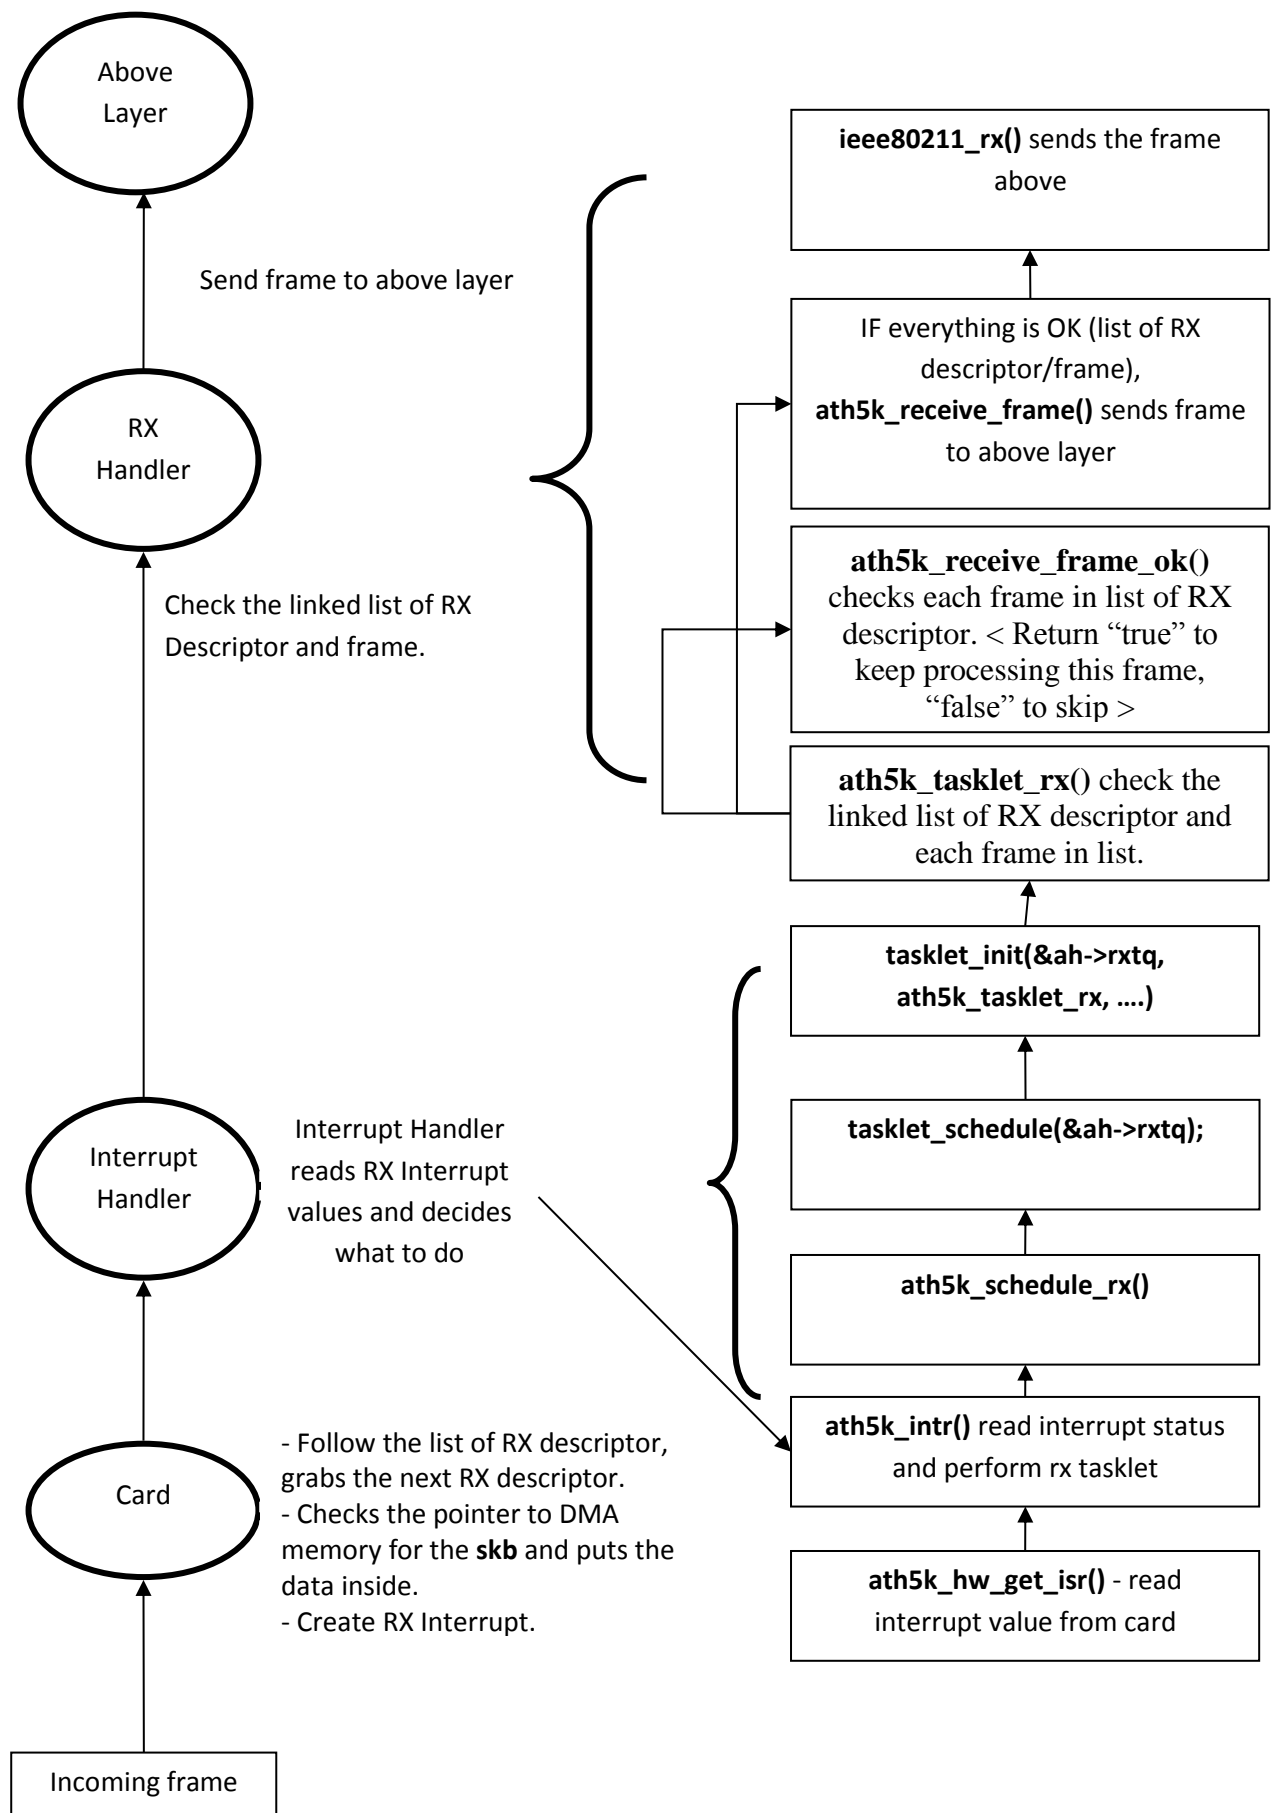 Above
Layer
Send frame to above layer
RX
Handler
Check the linked list of RX
Descriptor and frame.
Interrupt
Handler
Interrupt Handler
reads RX Interrupt
values and decides
what to do
Card
- Follow the list of RX descriptor,
grabs the next RX descriptor.
- Checks the pointer to DMA
memory for the skb and puts the
data inside.
- Create RX Interrupt.
Incoming frame
ieee80211_rx() sends the frame
above
IF everything is OK (list of RX
descriptor/frame),
ath5k_receive_frame() sends frame
to above layer
ath5k_receive_frame_ok()
checks each frame in list of RX
descriptor. < Return “true” to
keep processing this frame,
“false” to skip >
ath5k_tasklet_rx() check the
linked list of RX descriptor and
each frame in list.
tasklet_init(&ah->rxtq,
ath5k_tasklet_rx, ….)
tasklet_schedule(&ah->rxtq);
ath5k_schedule_rx()
ath5k_intr() read interrupt status
and perform rx tasklet
ath5k_hw_get_isr() - read
interrupt value from card